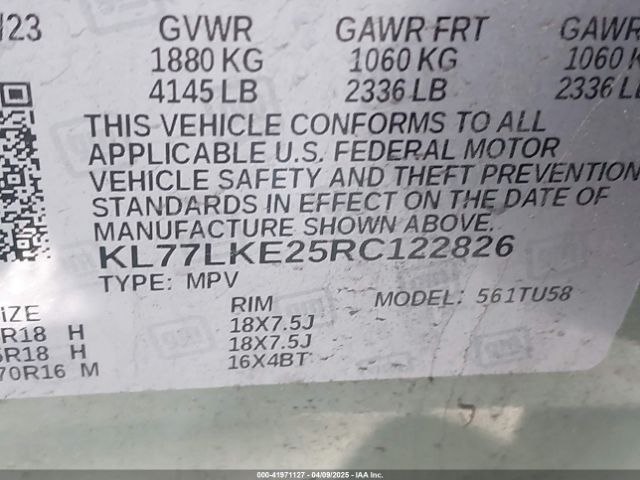 /23
GVWR GAWR FRT GAWR
1880 KG 1060 KG 1060 K
4145 LB 2336 LB 2336 LB
THIS VEHICLE CONFORMS TO ALL
APPLICABLE U.S. FEDERAL MOTOR
VEHICLE SAFETY AND THEFT PREVENTION
STANDARDS IN EFFECT ON THE DATE OF
MANUFACTURE SHOWN ABOVE.
KL77LKE25RC122826
TYPE: MPV MODEL: 561TU58
SIZE RIM
R18 H 18X7.5J
R18 H 18X7.5J
70R16 M 16X4BT
000-41971127 - 04/09/2025 - IAA Inc.